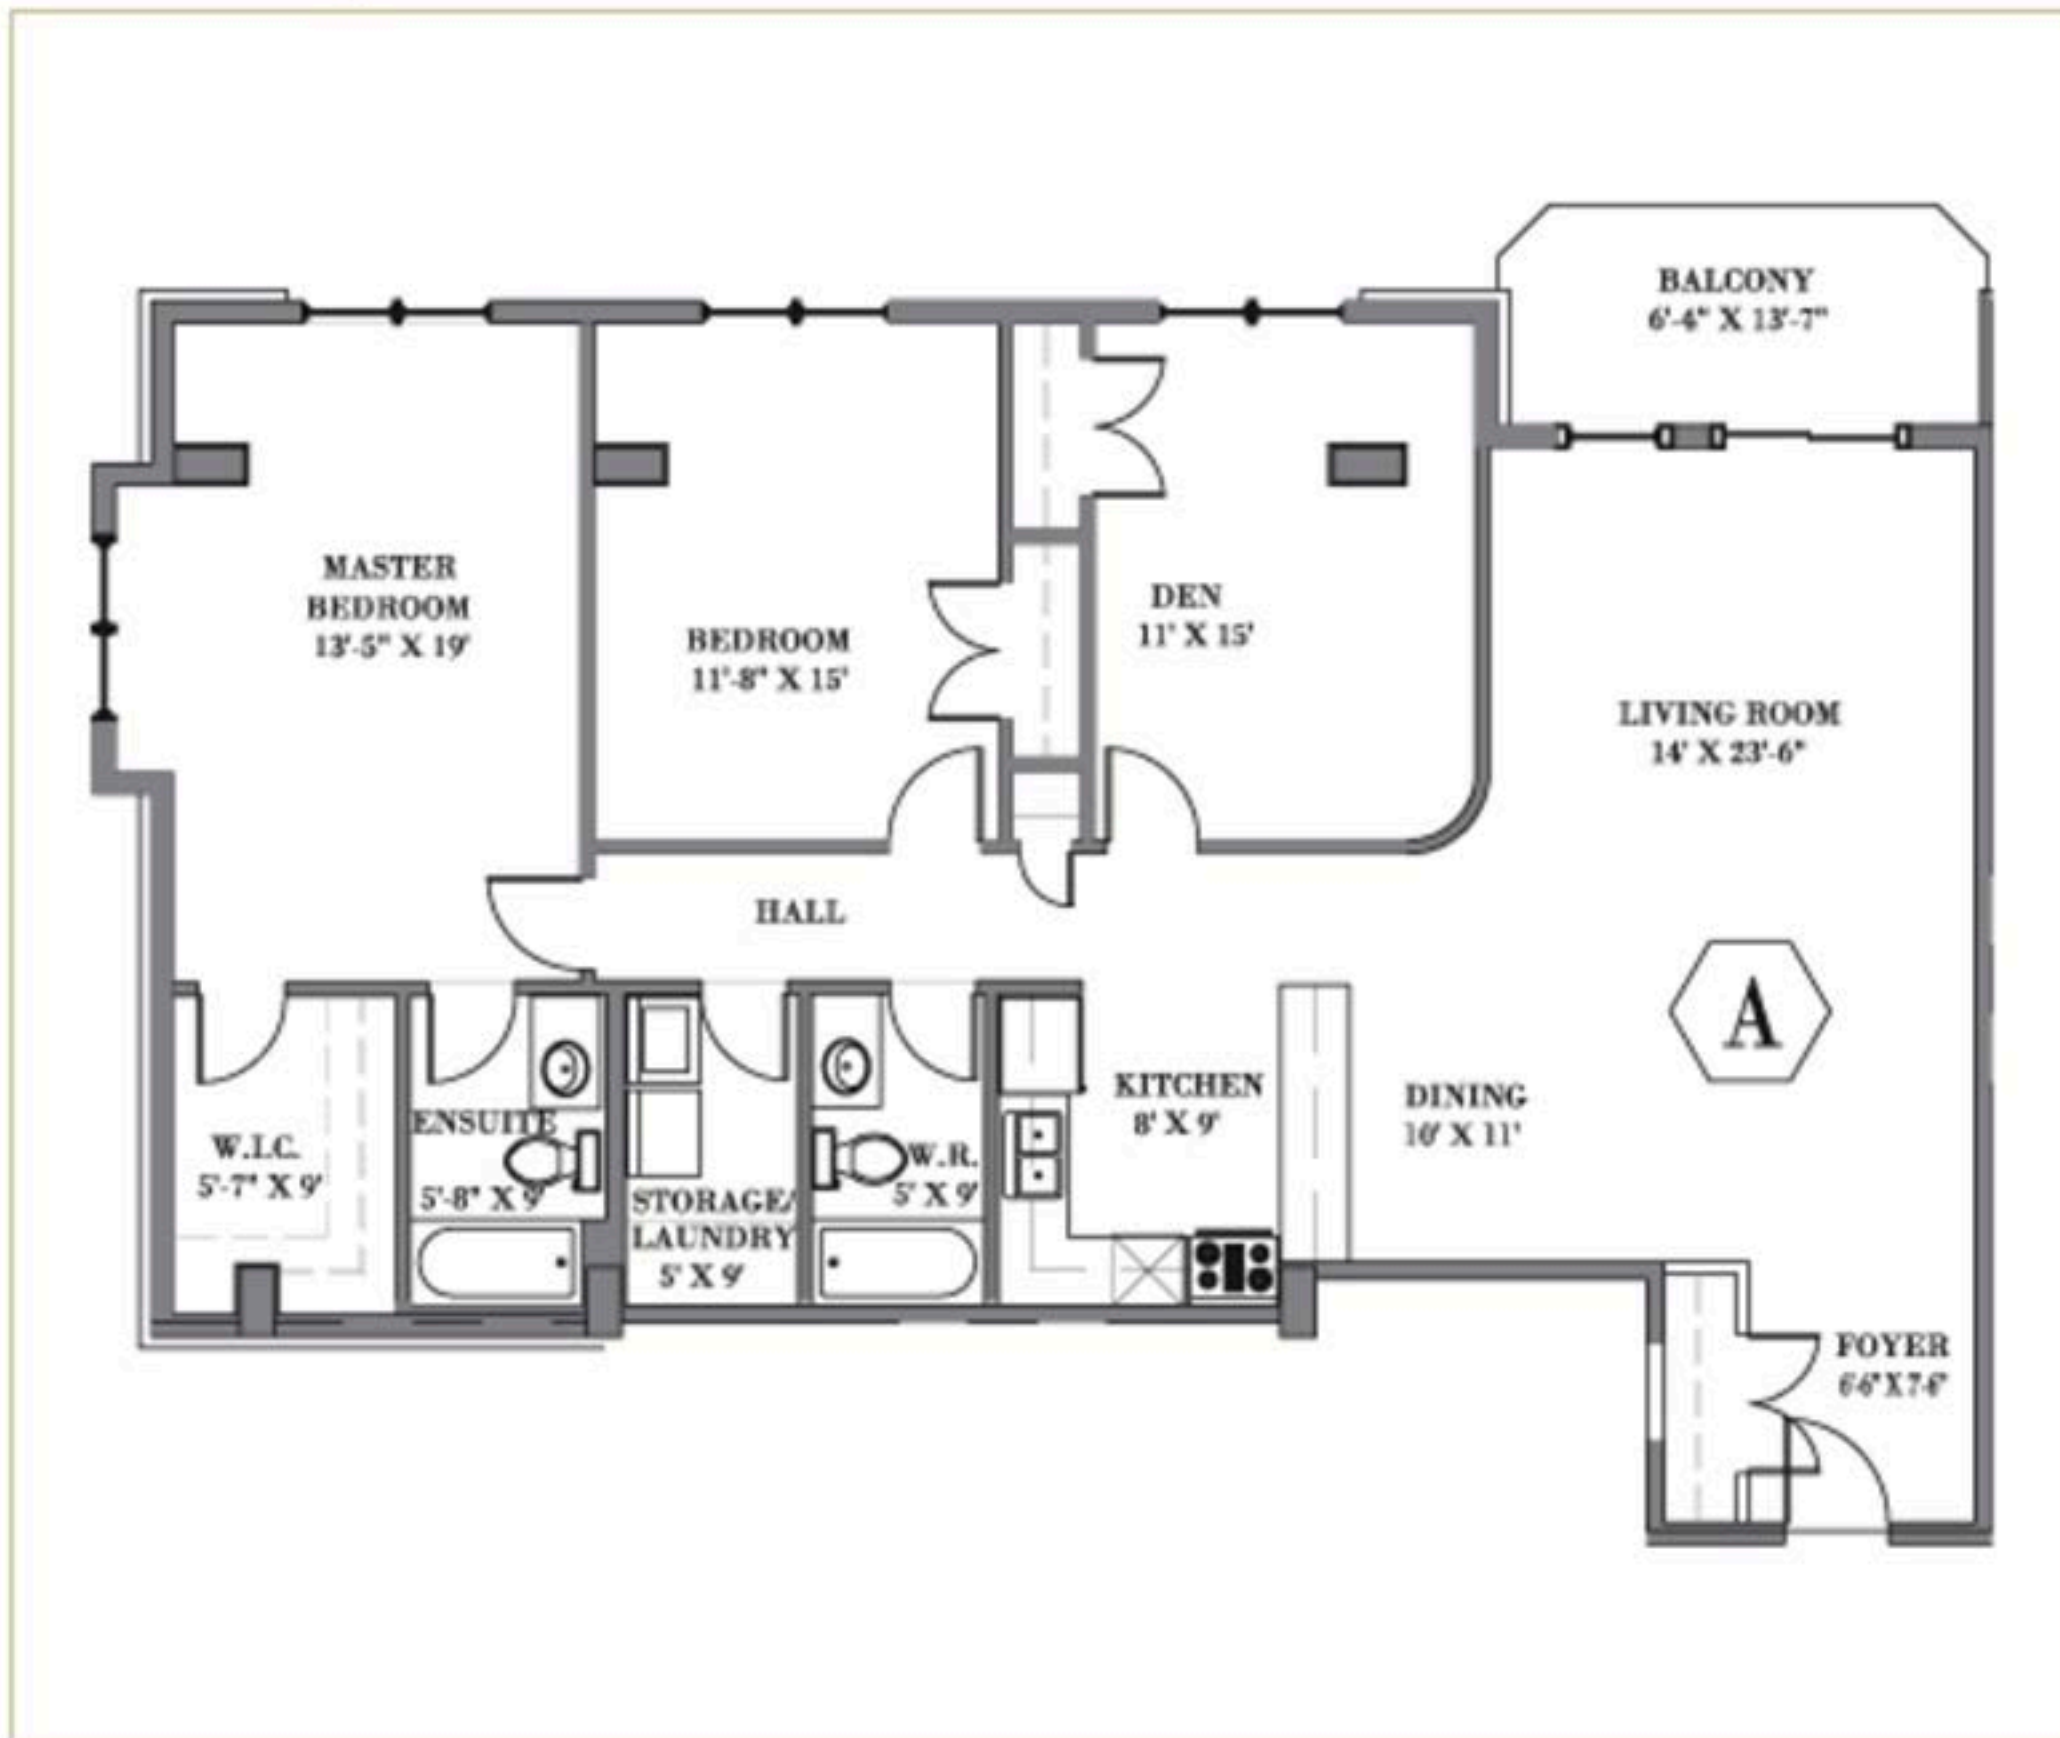 BALCONY
6'-4" X 13'-7"
MASTER
BEDROOM
13'-5" X 19'
BEDROOM
11'-8" X 15'
DEN
11' X 15'
LIVING ROOM
14' X 23'-6"
HALL
A
W.I.C.
5'-7" X 9'
ENSUITE
5'-8" X 9'
STORAGE/
LAUNDRY
5' X 9'
W.R.
5' X 9'
KITCHEN
8' X 9'
DINING
10' X 11'
FOYER
6'-6" X 7'-6"